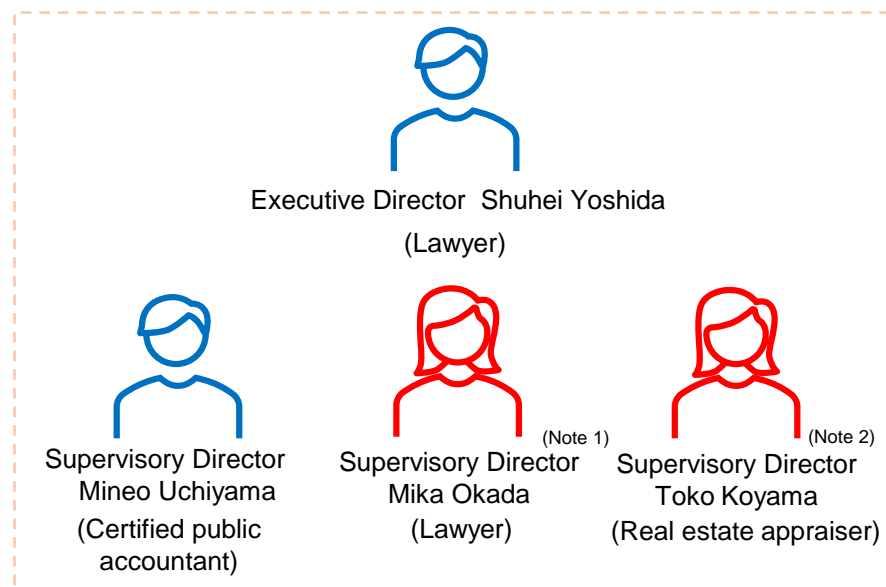 Executive Director Shuhei Yoshida
(Lawyer)
Supervisory Director
Mineo Uchiyama
(Certified public
accountant)
(Note 1)
Supervisory Director
Mika Okada
(Lawyer)
(Note 2)
Supervisory Director
Toko Koyama
(Real estate appraiser)